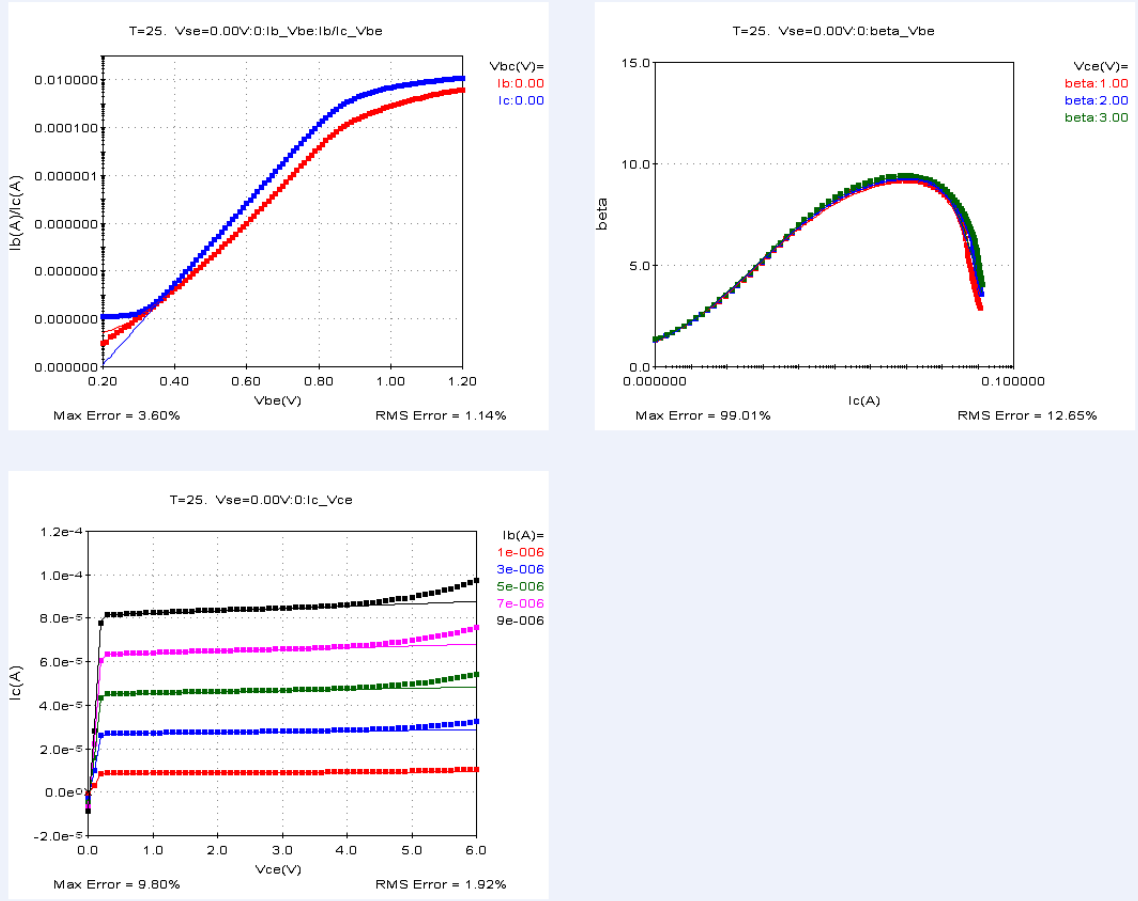 T=25. Vse=0.00V:0:Ib_Vbe:Ib/Ic_Vbe
Vbc(V)=
Ib:0.00
Ic:0.00
Ib(A)/Ic(A)
0.010000
0.000100
0.000001
0.000000
0.000000
0.000000
0.000000
0.20 0.40 0.60 0.80 1.00 1.20
Vbe(V)
Max Error = 3.60% RMS Error = 1.14%
T=25. Vse=0.00V:0:beta_Vbe
Vce(V)=
beta:1.00
beta:2.00
beta:3.00
beta
15.0
10.0
5.0
0.0
0.000000 0.100000
Ic(A)
Max Error = 99.01% RMS Error = 12.65%
T=25. Vse=0.00V:0:Ic_Vce
Ib(A)=
1e-006
3e-006
5e-006
7e-006
9e-006
Ic(A)
1.2e-4
1.0e-4
8.0e-5
6.0e-5
4.0e-5
2.0e-5
0.0e0
-2.0e-5
0.0 1.0 2.0 3.0 4.0 5.0 6.0
Vce(V)
Max Error = 9.80% RMS Error = 1.92%